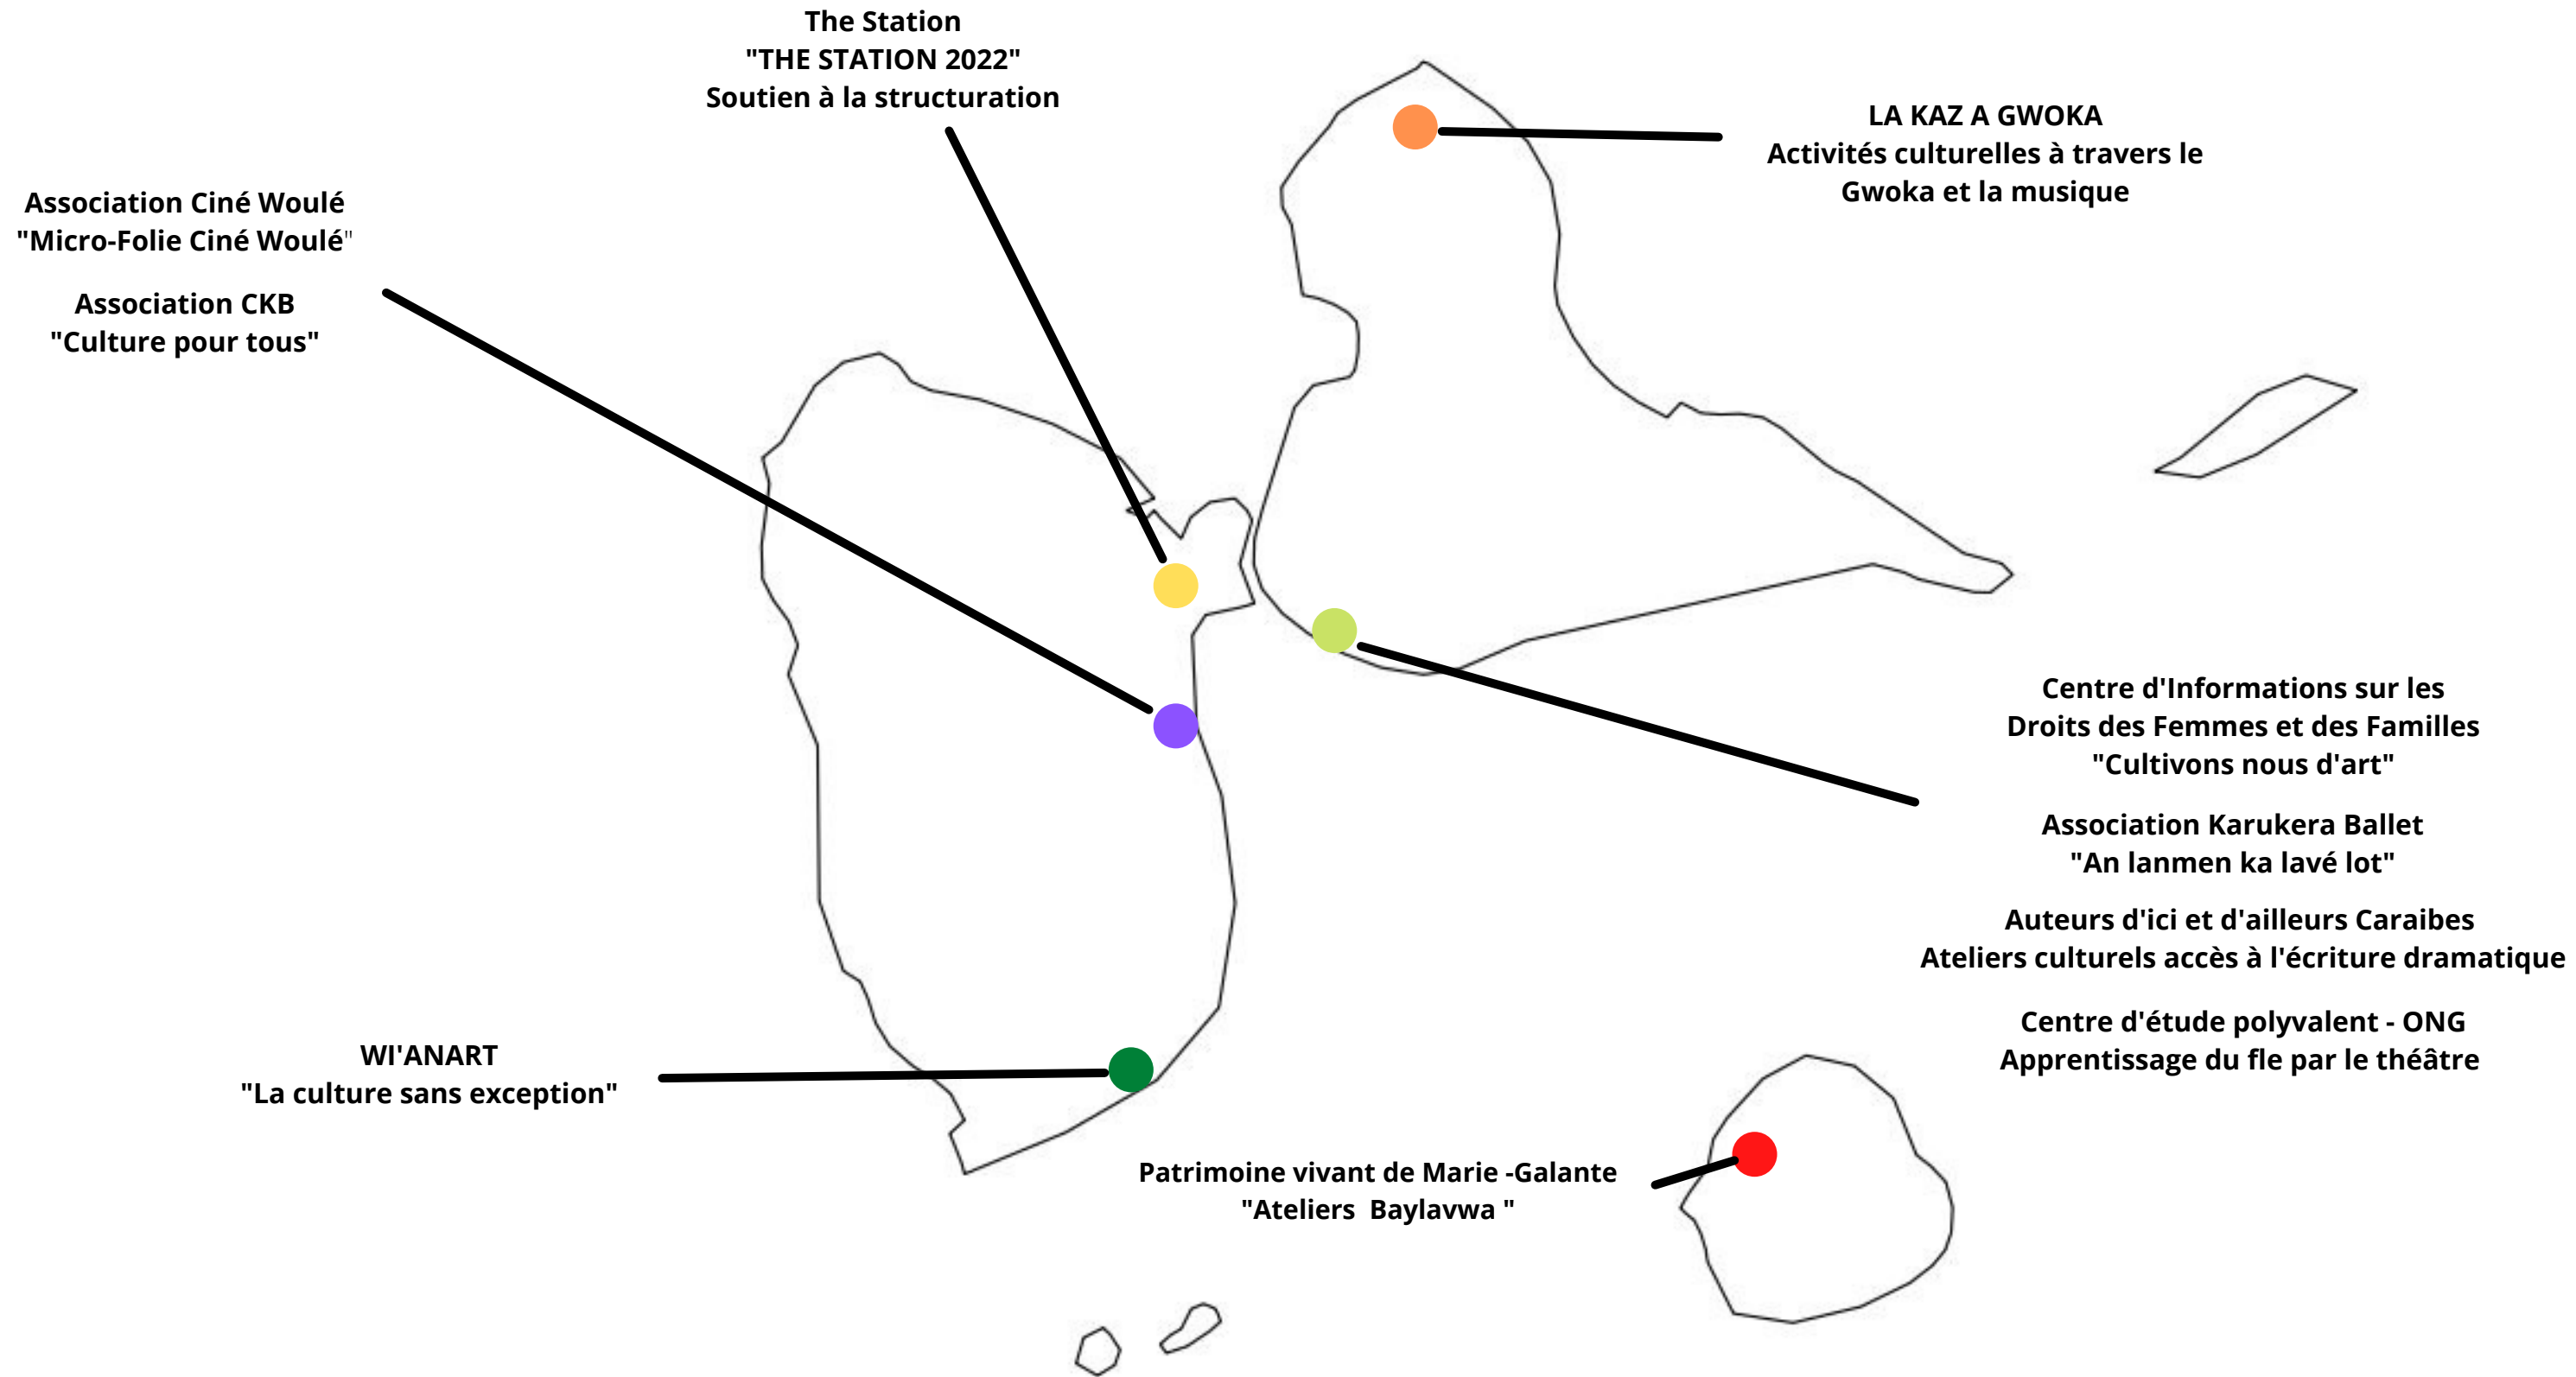 The Station
"THE STATION 2022"
Soutien à la structuration
LA KAZ A GWOKA
Activités culturelles à travers le
Gwoka et la musique
Association Ciné Woulé
"Micro-Folie Ciné Woulé"
Association CKB
"Culture pour tous"
Centre d'Informations sur les
Droits des Femmes et des Familles
"Cultivons nous d'art"
Association Karukera Ballet
"An lanmen ka lavé lot"
Auteurs d'ici et d'ailleurs Caraibes
Ateliers culturels accès à l'écriture dramatique
Centre d'étude polyvalent - ONG
Apprentissage du fle par le théâtre
WI'ANART
"La culture sans exception"
Patrimoine vivant de Marie -Galante
"Ateliers  Baylavwa "